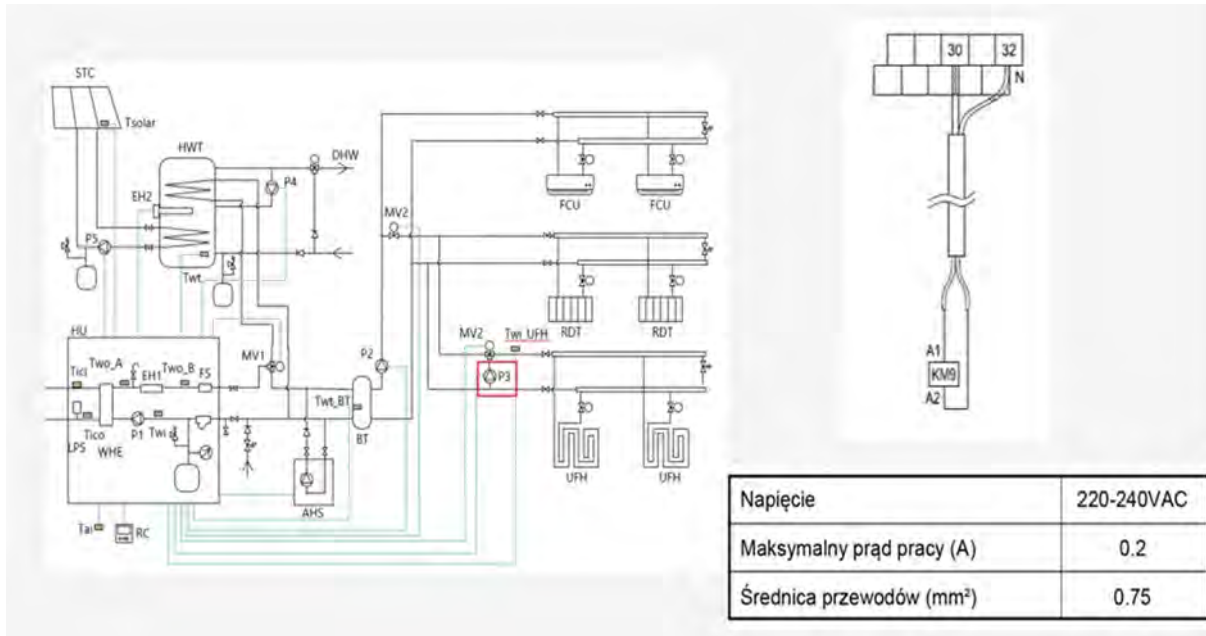 STC
Tsolar
HWT
DHW
EH2
P4
P5
Twt
MV2
FCU FCU
RDT RDT
MV2 Twi_UFH
P3
UFH UFH
HU
Tici Two_A Two_B
EH1 FS
MV1
P2
Twt_BT
BT
Tico P1 Twi
LPS WHE
AHS
Tai RC
30 32
N
A1
KM9
A2
Napięcie 220-240VAC
Maksymalny prąd pracy (A) 0.2
Średnica przewodów (mm²) 0.75